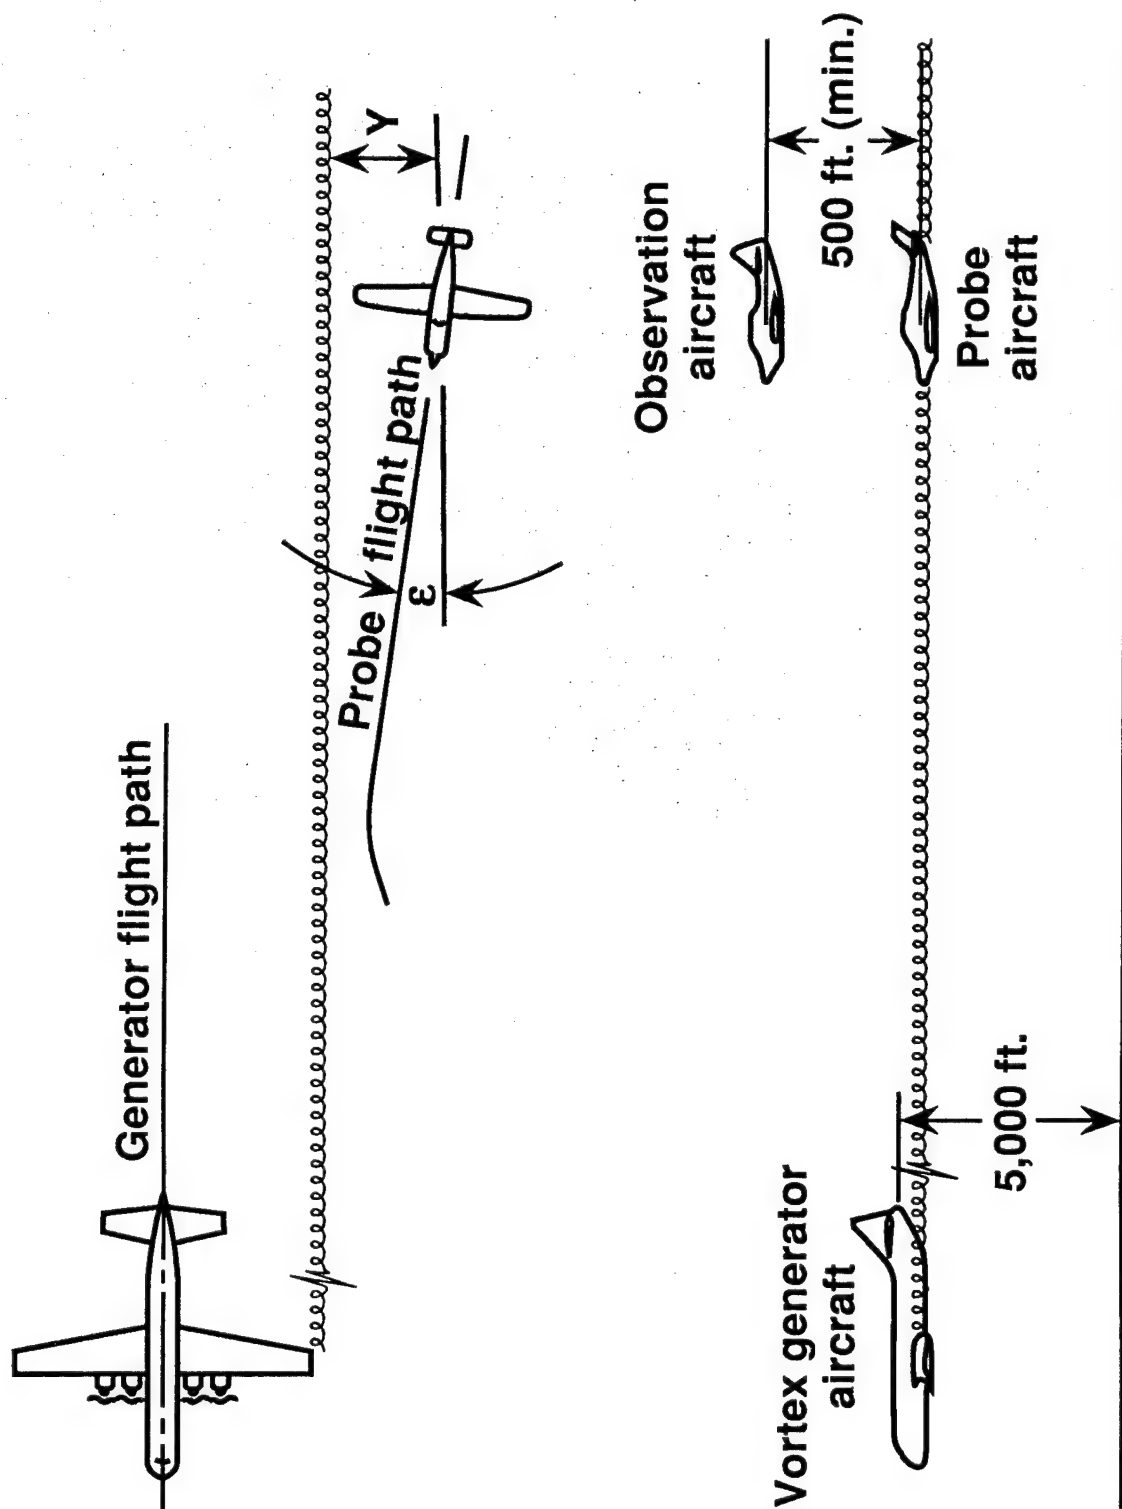 Generator flight path
Probe flight path
ε
Y
Observation
aircraft
500 ft. (min.)
Probe
aircraft
Vortex generator
aircraft
5,000 ft.